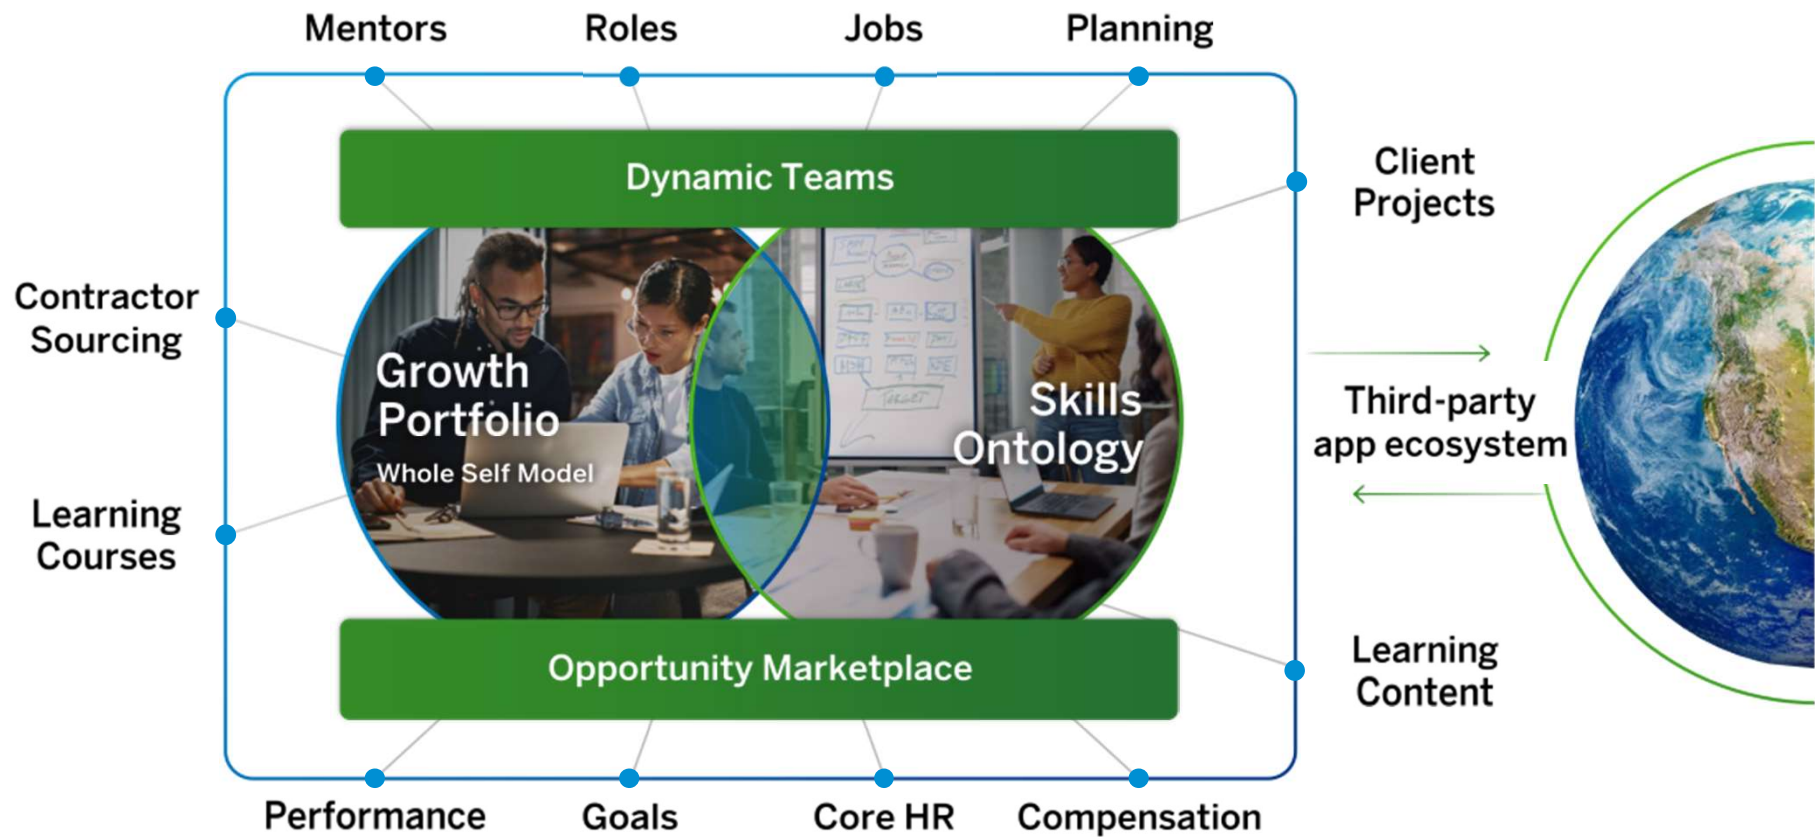 Mentors
Roles
Jobs
Planning
Dynamic Teams
Client
Projects
Contractor
Sourcing
Growth
Portfolio
Whole Self Model
Skills
Ontology
TARGET
Third-party
app ecosystem
Learning
Courses
Opportunity Marketplace
Learning
Content
Performance
Goals
Core HR
Compensation